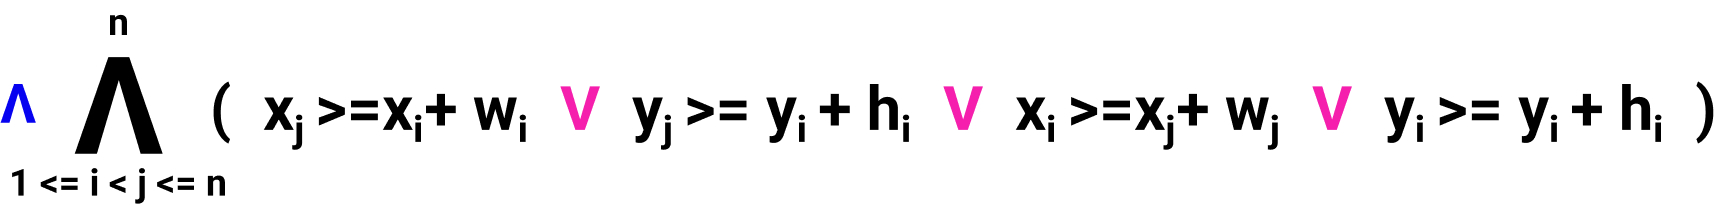 n
∧ ⋀ ( xⱼ >=xᵢ+ wᵢ V yⱼ >= yᵢ + hᵢ V xᵢ >=xⱼ+ wⱼ V yᵢ >= yᵢ + hᵢ )
1 <= i < j <= n